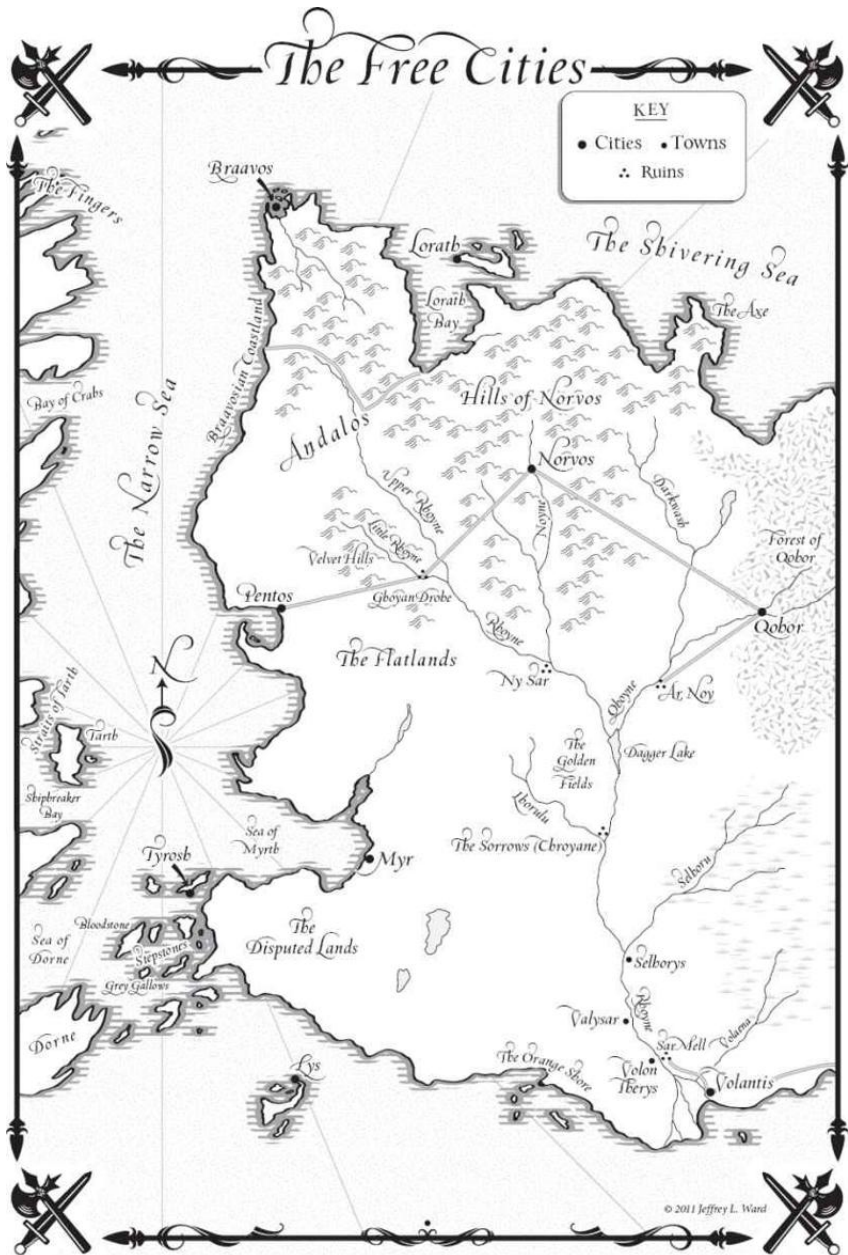 The Free Cities
KEY
Cities
Towns
Ruins
Braavos
The Fingers
Lorath
The Shivering Sea
Lorath
Bay
The Axe
Braavosian Coastland
Bay of Crabs
The Narrow Sea
Hills of Norvos
Andalos
Norvos
Upper Rhoyne
Darkwash
Little Rhoyne
Noyne
Velvet Hills
Forest of
Qohor
Pentos
Ghoyan Drohe
Qohor
Rhoyne
The Flatlands
N
Ny Sar
Ar Noy
Qhoyne
Straits of Tarth
Tarth
The
Golden
Fields
Dagger Lake
Shipbreaker
Bay
Lhorulu
Sea of
Myrth
The Sorrows (Chroyane)
Tyrosh
Myr
Selhoru
Bloodstone
The
Disputed Lands
Sea of
Dorne
Stepstones
Selhorys
Grey Gallows
Rhoyne
Valysar
Sar Mell
Volaena
Dorne
The Orange Shore
Volon
Therys
Lys
Volantis
© 2011 Jeffrey L. Ward